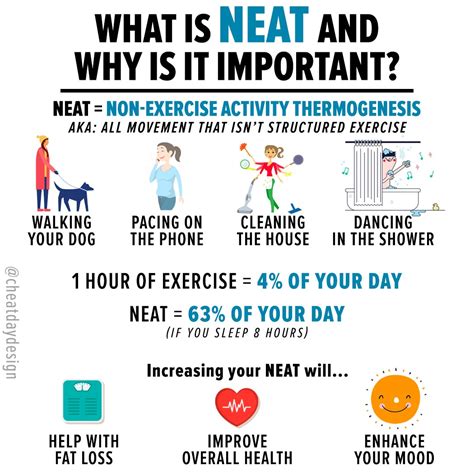 WHAT IS NEAT AND
WHY IS IT IMPORTANT?
NEAT = NON-EXERCISE ACTIVITY THERMOGENESIS
AKA: ALL MOVEMENT THAT ISN'T STRUCTURED EXERCISE
WALKING
YOUR DOG
PACING ON
THE PHONE
CLEANING
THE HOUSE
DANCING
IN THE SHOWER
1 HOUR OF EXERCISE = 4% OF YOUR DAY
NEAT = 63% OF YOUR DAY
(IF YOU SLEEP 8 HOURS)
@cheatdaydesign
Increasing your NEAT will...
HELP WITH
FAT LOSS
IMPROVE
OVERALL HEALTH
ENHANCE
YOUR MOOD